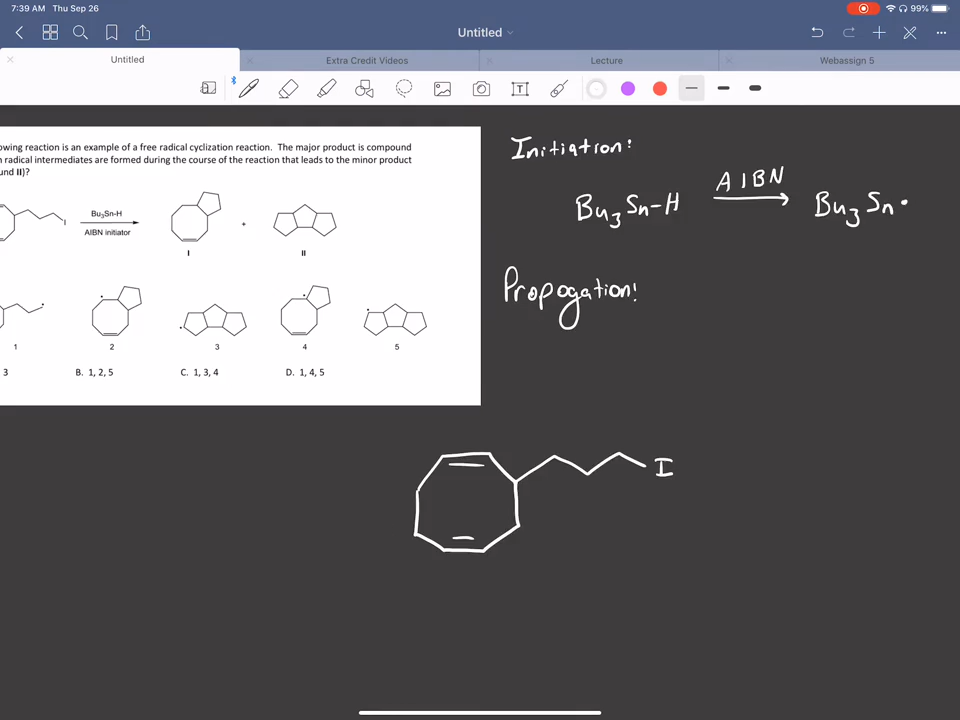 7:39 AM Thu Sep 26
99%
Untitled
Untitled
Extra Credit Videos
Lecture
Webassign 5
T
owing reaction is an example of a free radical cyclization reaction. The major product is compound
n radical intermediates are formed during the course of the reaction that leads to the minor product
und II)?
Bu3Sn-H
AIBN initiator
I
+
I
II
1
2
3
4
5
3
B. 1, 2, 5
C. 1, 3, 4
D. 1, 4, 5
Initiation:
Bu3Sn-H
AIBN
Bu3Sn•
Propogation:
I